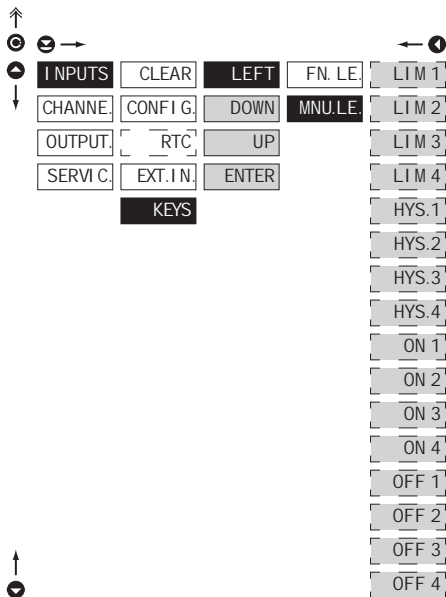 INPUTS CLEAR LEFT FN. LE. LIM 1
CHANNE. CONFIG. DOWN MNU.LE. LIM 2
OUTPUT. RTC UP LIM 3
SERVIC. EXT.IN. ENTER LIM 4
KEYS HYS.1
HYS.2
HYS.3
HYS.4
ON 1
ON 2
ON 3
ON 4
OFF 1
OFF 2
OFF 3
OFF 4